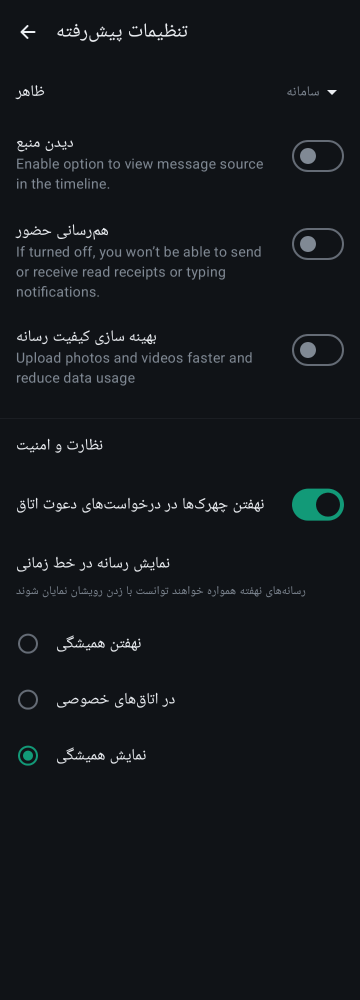 تنظیمات پیش‌رفته
ظاهر
سامانه
دیدن منبع
Enable option to view message source
in the timeline.
هم‌رسانی حضور
If turned off, you won’t be able to send
or receive read receipts or typing
notifications.
بهینه سازی کیفیت رسانه
Upload photos and videos faster and
reduce data usage
نظارت و امنیت
نهفتن چهرک‌ها در درخواست‌های دعوت اتاق
نمایش رسانه در خط زمانی
رسانه‌های نهفته همواره خواهند توانست با زدن رویشان نمایان شوند
نهفتن همیشگی
در اتاق‌های خصوصی
نمایش همیشگی